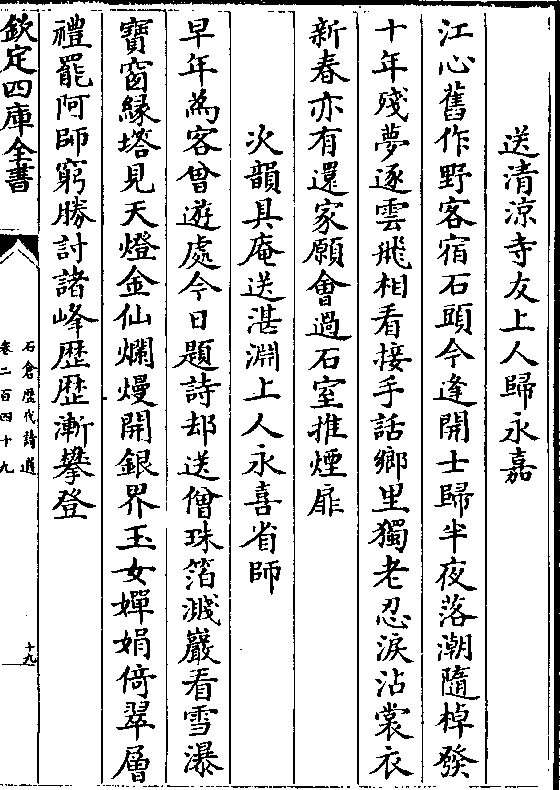 送清涼寺友上人歸永嘉
江心舊作野客宿石頭今逢開士歸半夜落潮隨棹發
十年殘夢逐雲飛相看接手話鄉里獨老忍淚沾裳衣
新春亦有還家願會過石室推煙扉
次韻具庵送湛淵上人永嘉省師
早年為客曾遊處今日題詩却送僧珠箔濺巖看雪瀑
寶窗縁塔見天燈金仙爛熳開銀界玉女嬋娟倚翠層
禮罷阿師窮勝討諸峰歴歴漸攀登
欽定四庫全書
石倉歴代詩選
卷二百四十九
十九